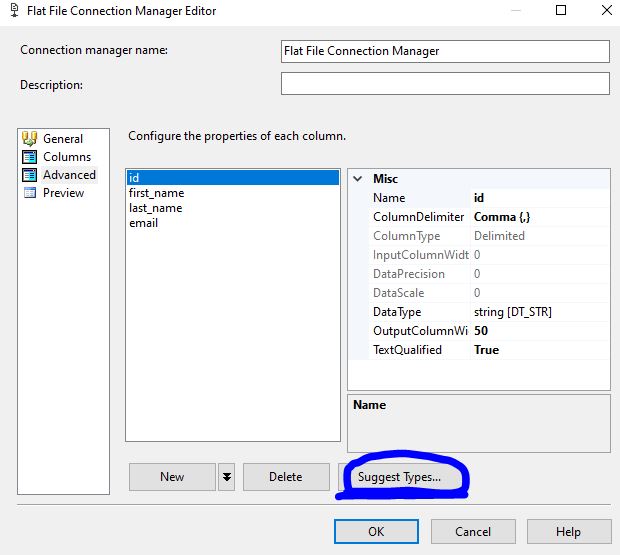 Flat File Connection Manager Editor
Connection manager name: Flat File Connection Manager
Description:
General
Columns
Advanced
Preview
Configure the properties of each column.
id
first_name
last_name
email
Misc
Name id
ColumnDelimiter Comma {,}
ColumnType Delimited
InputColumnWidt 0
DataPrecision 0
DataScale 0
DataType string [DT_STR]
OutputColumnWi 50
TextQualified True
Name
New Delete Suggest Types...
OK Cancel Help